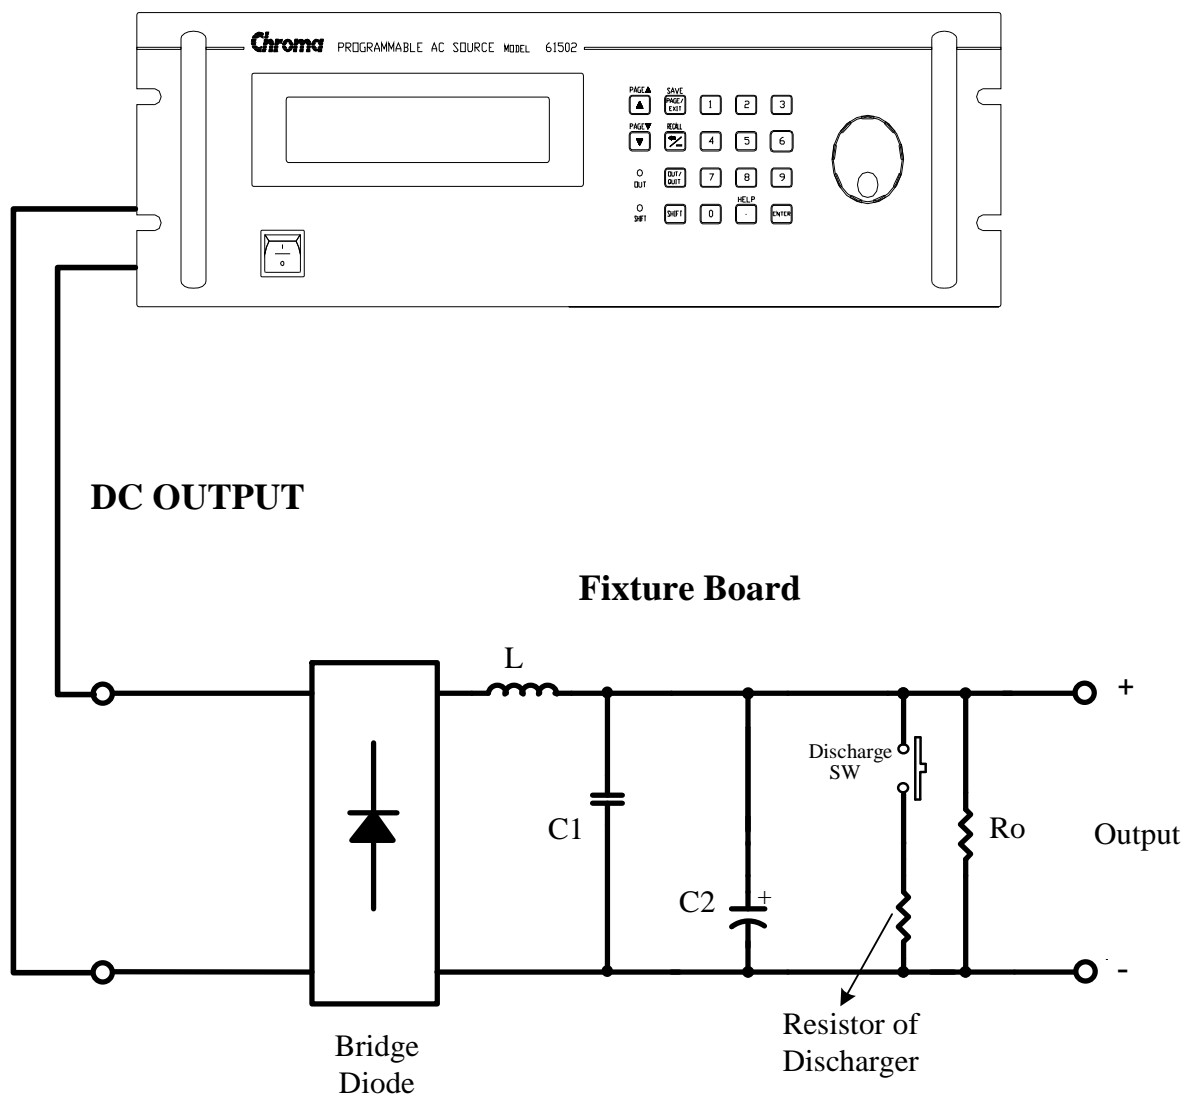 Chroma PROGRAMMABLE AC SOURCE MODEL 61502
PAGE▲ SAVE
▲ PAGE/ EXIT 1 2 3
PAGE▼ RECALL
▼ +/- 4 5 6
OUT OUT/ QUIT 7 8 9
HELP
SHIFT SHIFT 0 . ENTER
I
0
DC OUTPUT
Fixture Board
L
+
Discharge
SW
C1
Ro
Output
C2
+
-
Resistor of
Discharger
Bridge
Diode